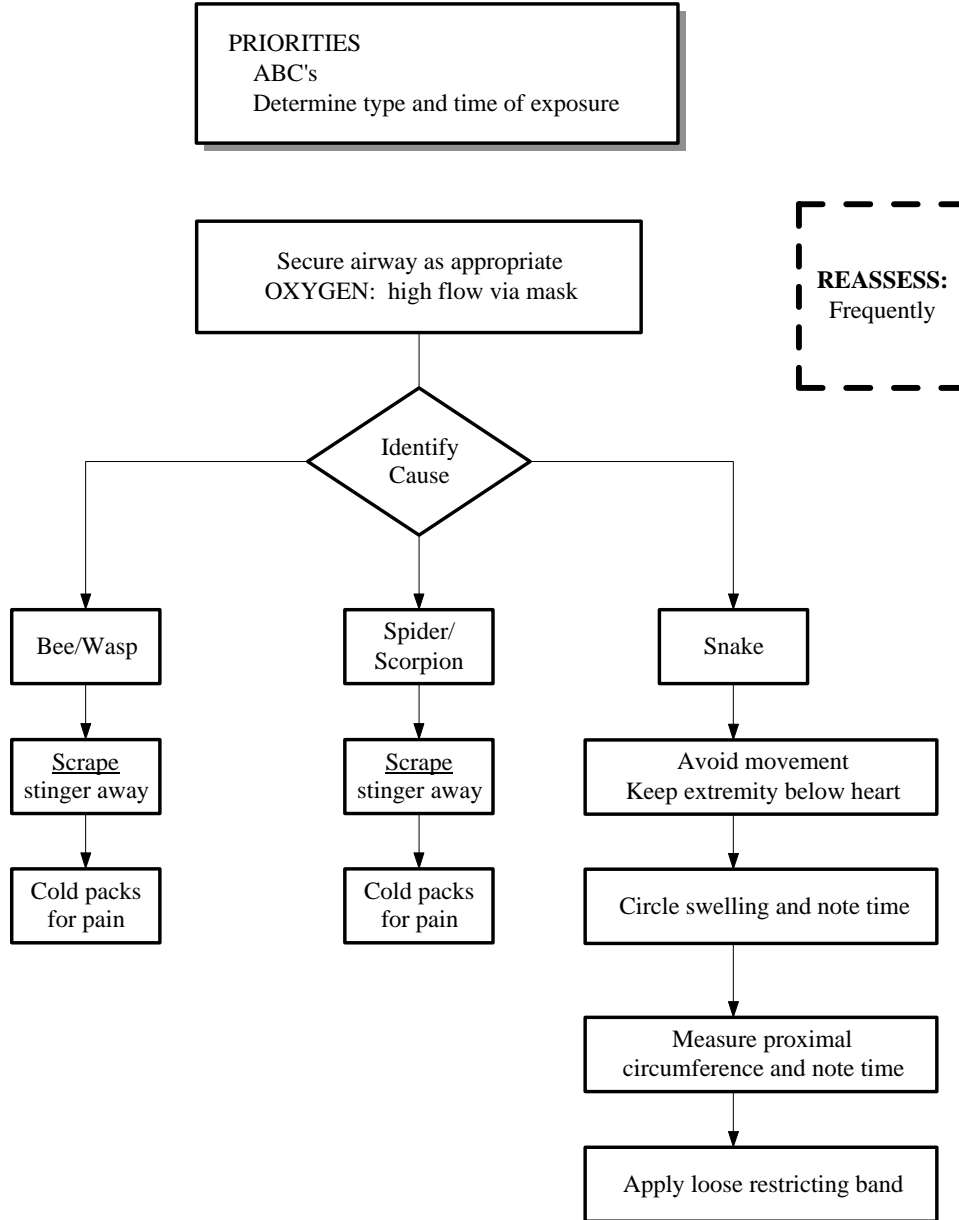 PRIORITIES
ABC's
Determine type and time of exposure
Secure airway as appropriate
OXYGEN: high flow via mask
REASSESS:
Frequently
Identify
Cause
Bee/Wasp
Scrape
stinger away
Cold packs
for pain
Spider/
Scorpion
Scrape
stinger away
Cold packs
for pain
Snake
Avoid movement
Keep extremity below heart
Circle swelling and note time
Measure proximal
circumference and note time
Apply loose restricting band